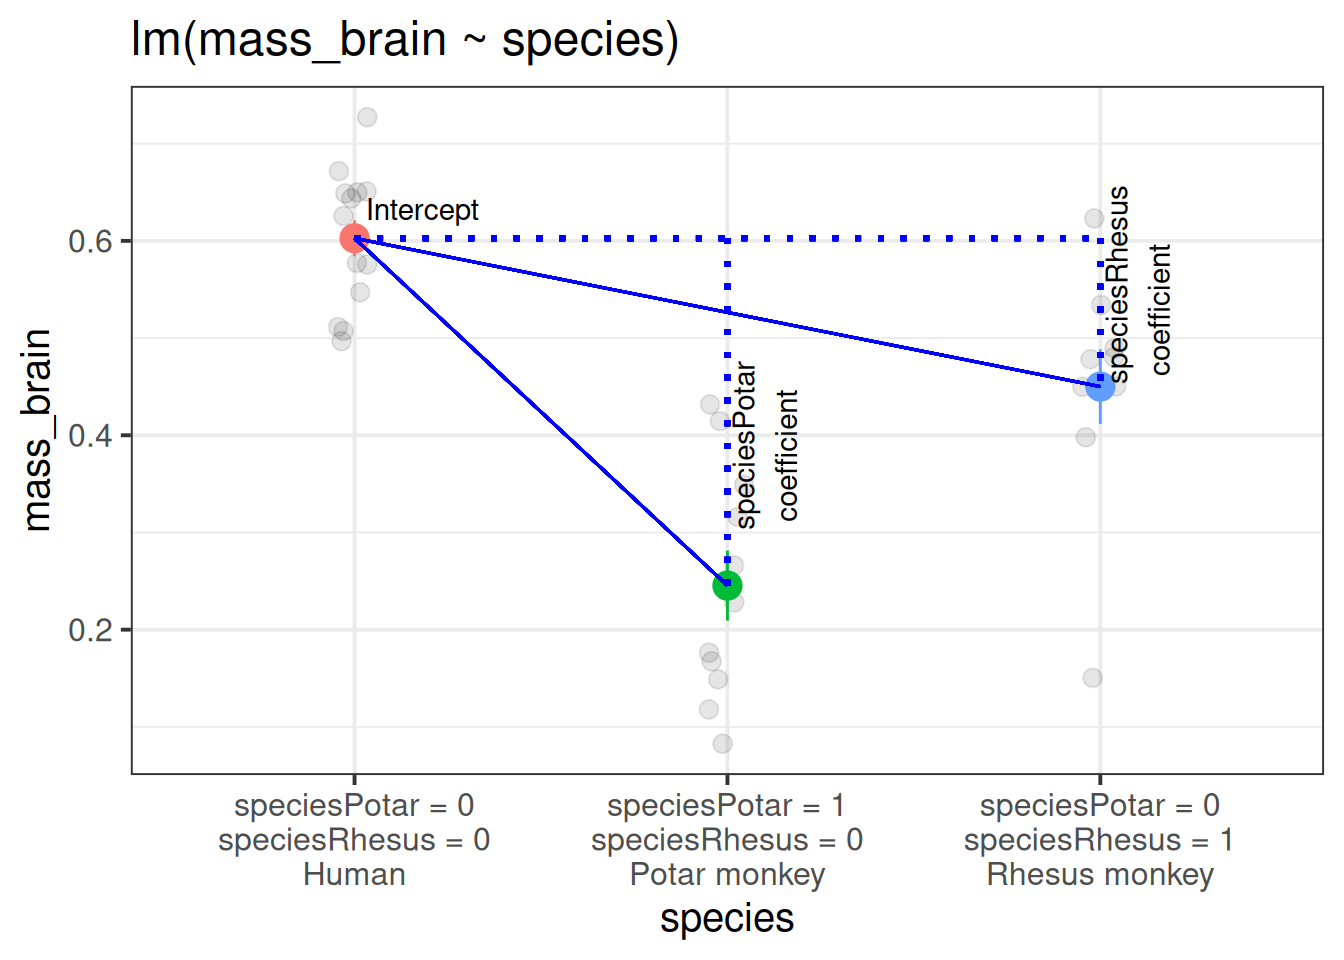 lm(mass_brain ~ species)
mass_brain
0.6
0.4
0.2
Intercept
speciesPotar
coefficient
speciesRhesus
coefficient
speciesPotar = 0
speciesRhesus = 0
Human
speciesPotar = 1
speciesRhesus = 0
Potar monkey
speciesPotar = 0
speciesRhesus = 1
Rhesus monkey
species